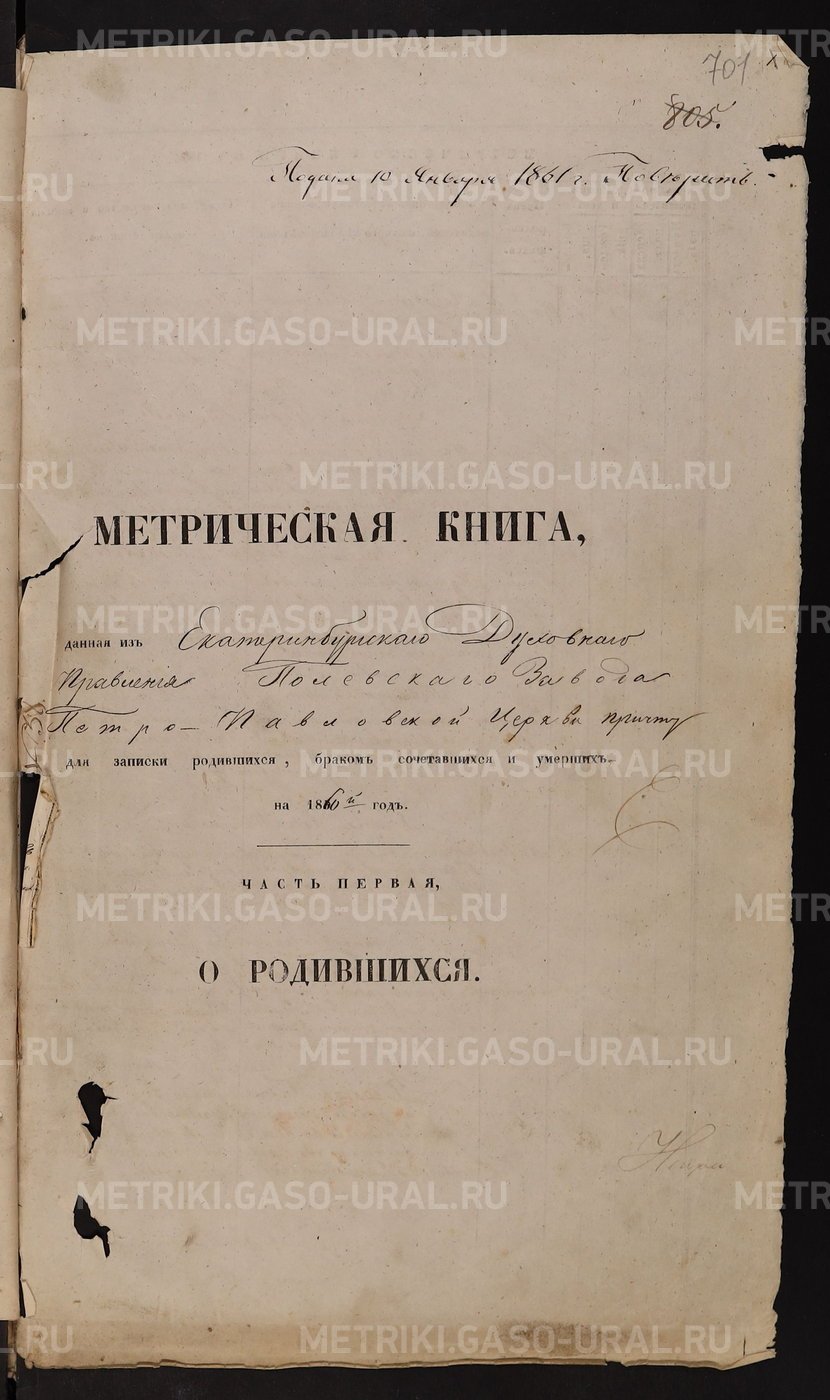 701 х
805.
Подана 10 Января 1861 г. Повѣрить.
МЕТРИЧЕСКАЯ КНИГА,
данная изъ Екатеринбургскаго Духовнаго
Правленія Полевскаго Завода
Петро-Павловской Церкви причту
для записки родившихся, бракомъ сочетавшихся и умершихъ
на 1860й годъ.
ЧАСТЬ ПЕРВАЯ,
О РОДИВШИХСЯ.
METRIKI.GASO-URAL.RU